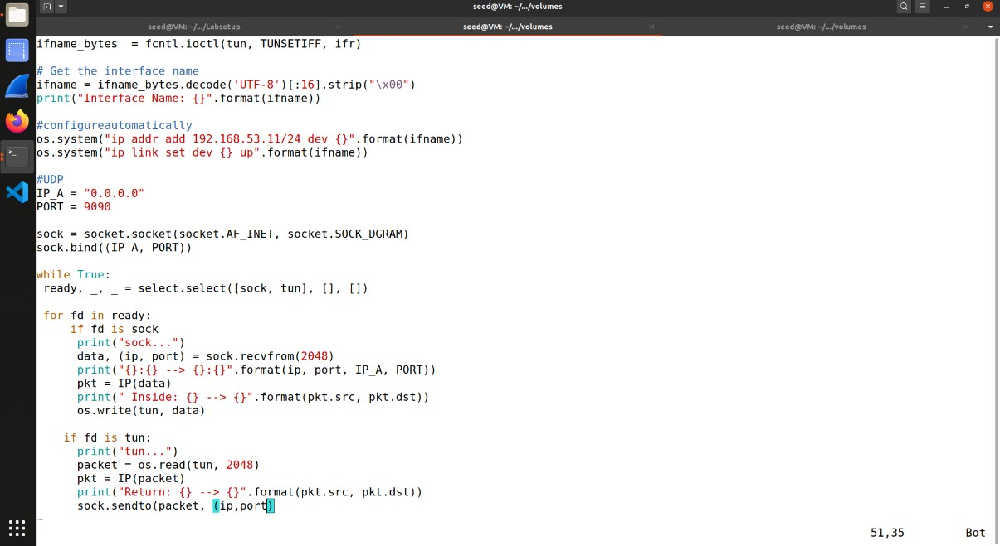 seed@VM: ~/.../volumes
seed@VM: ~/.../Labsetup
seed@VM: ~/.../volumes
seed@VM: ~/.../volumes
ifname_bytes  = fcntl.ioctl(tun, TUNSETIFF, ifr)
# Get the interface name
ifname = ifname_bytes.decode('UTF-8')[:16].strip("\x00")
print("Interface Name: {}".format(ifname))
#configureautomatically
os.system("ip addr add 192.168.53.11/24 dev {}".format(ifname))
os.system("ip link set dev {} up".format(ifname))
#UDP
IP_A = "0.0.0.0"
PORT = 9090
sock = socket.socket(socket.AF_INET, socket.SOCK_DGRAM)
sock.bind((IP_A, PORT))
while True:
 ready, _, _ = select.select([sock, tun], [], [])
 for fd in ready:
     if fd is sock
      print("sock...")
      data, (ip, port) = sock.recvfrom(2048)
      print("{}:{} --> {}:{}".format(ip, port, IP_A, PORT))
      pkt = IP(data)
      print(" Inside: {} --> {}".format(pkt.src, pkt.dst))
      os.write(tun, data)
    if fd is tun:
      print("tun...")
      packet = os.read(tun, 2048)
      pkt = IP(packet)
      print("Return: {} --> {}".format(pkt.src, pkt.dst))
      sock.sendto(packet, (ip,port)
~
51,35 Bot